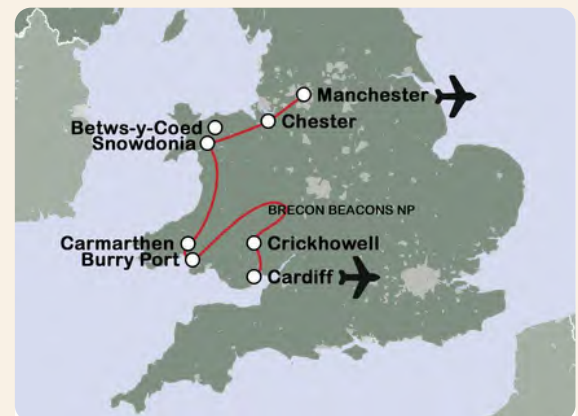 Manchester
Chester
Betws-y-Coed
Snowdonia
BRECON BEACONS NP
Carmarthen
Crickhowell
Burry Port
Cardiff